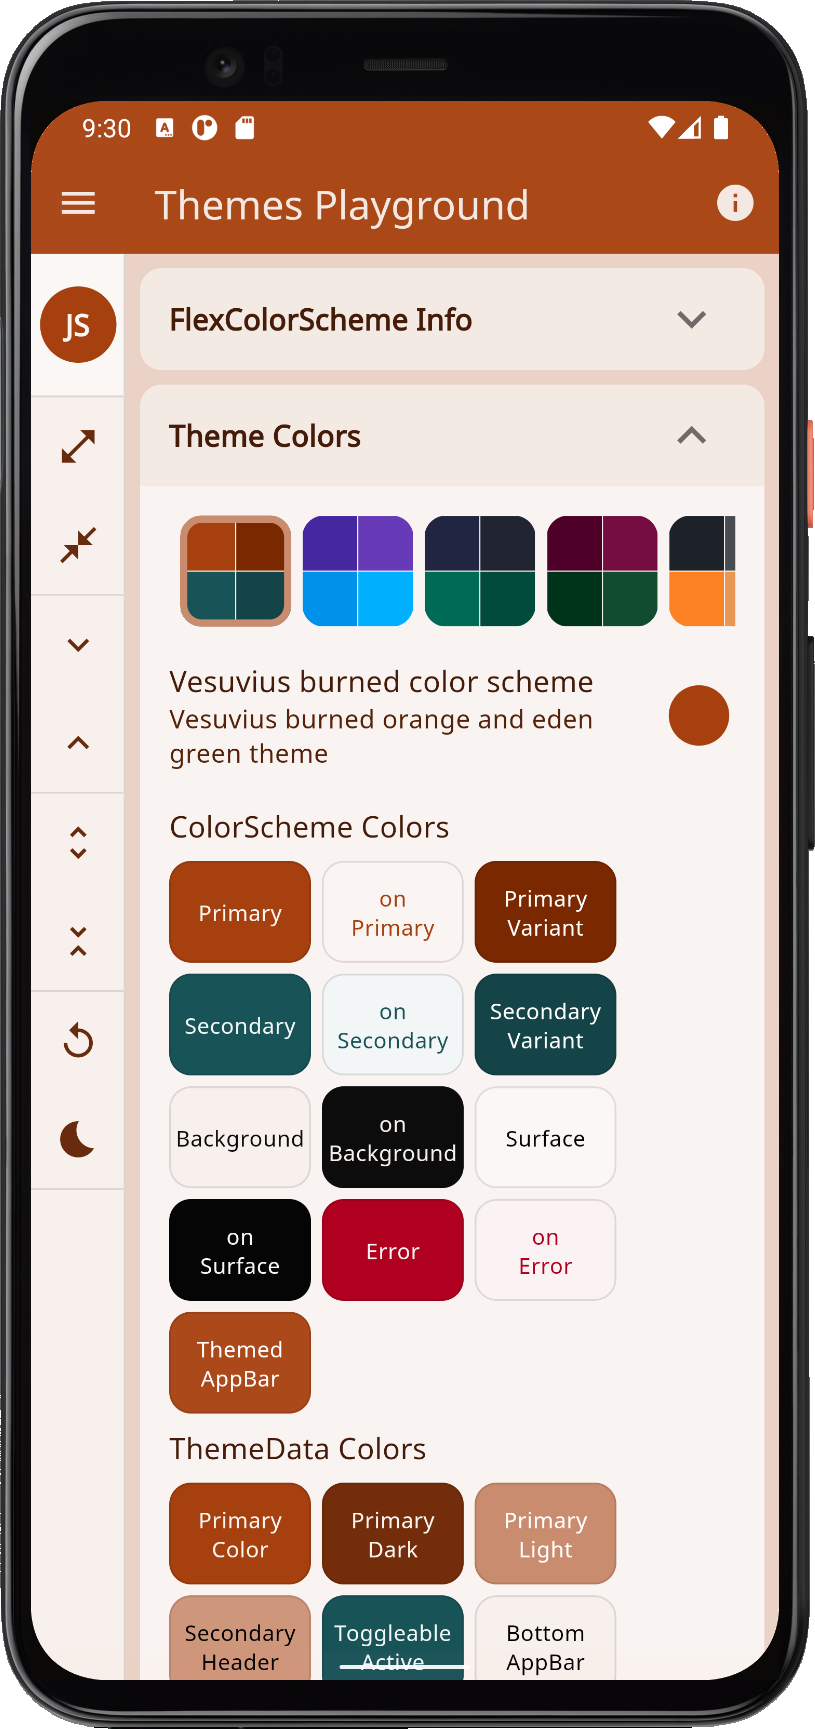 9:30
A
Themes Playground
JS
FlexColorScheme Info
Theme Colors
Vesuvius burned color scheme
Vesuvius burned orange and eden
green theme
ColorScheme Colors
Primary
on
Primary
Primary
Variant
Secondary
on
Secondary
Secondary
Variant
Background
on
Background
Surface
on
Surface
Error
on
Error
Themed
AppBar
ThemeData Colors
Primary
Color
Primary
Dark
Primary
Light
Secondary
Header
Toggleable
Active
Bottom
AppBar